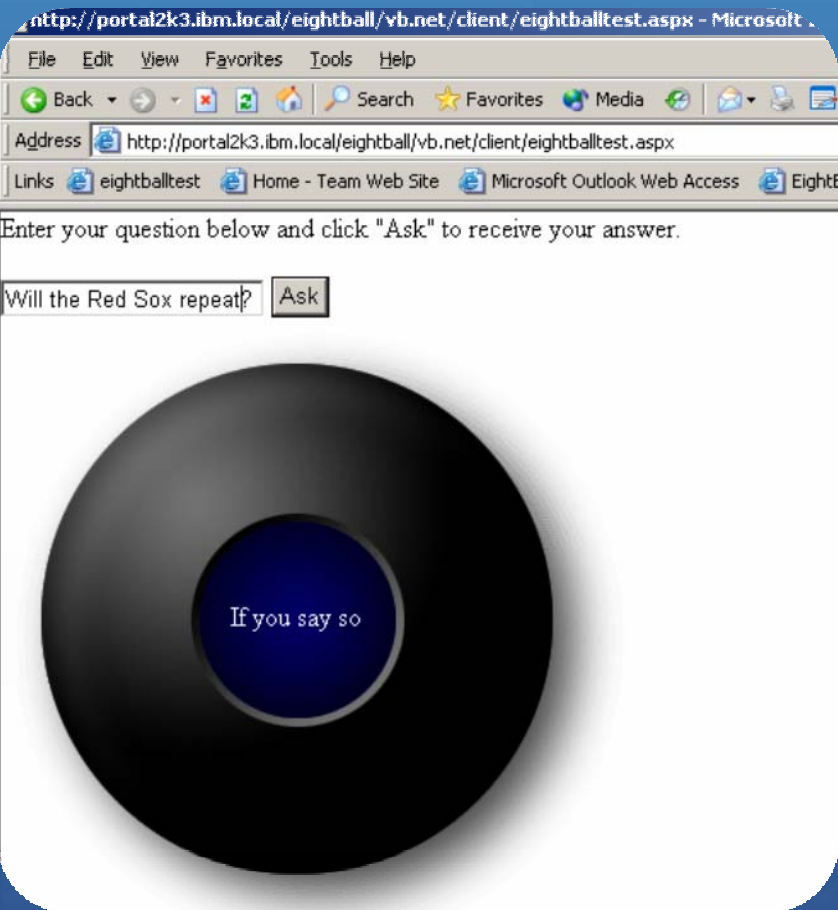 http://portal2k3.ibm.local/eightball/vb.net/client/eightballtest.aspx - Microsoft
File Edit View Favorites Tools Help
Back Search Favorites Media
Address http://portal2k3.ibm.local/eightball/vb.net/client/eightballtest.aspx
Links eightballtest Home - Team Web Site Microsoft Outlook Web Access
Enter your question below and click "Ask" to receive your answer.
Will the Red Sox repeat? Ask
If you say so